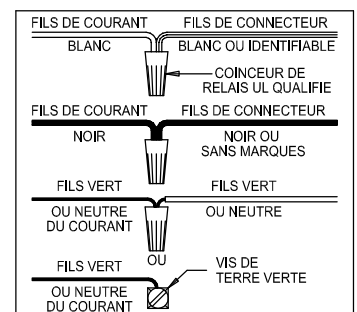 FILS DE COURANT FILS DE CONNECTEUR
BLANC BLANC OU IDENTIFIABLE
COINCEUR DE
RELAIS UL QUALIFIE
FILS DE COURANT FILS DE CONNECTEUR
NOIR NOIR OU
SANS MARQUES
FILS VERT FILS VERT
OU NEUTRE OU NEUTRE
DU COURANT
OU
FILS VERT VIS DE
TERRE VERTE
OU NEUTRE
DU COURANT